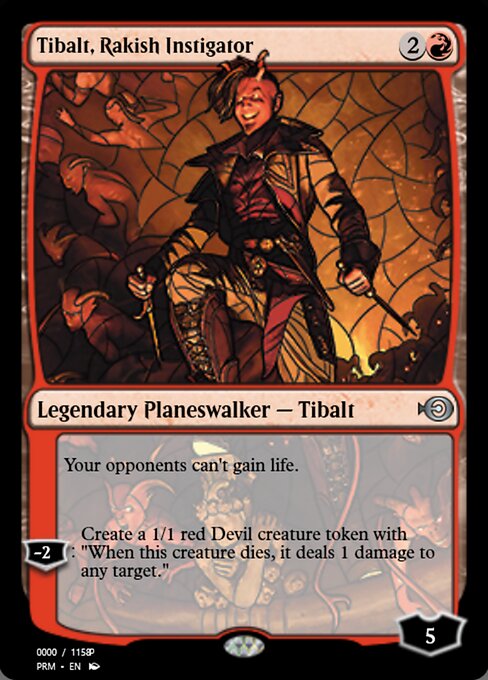 Tibalt, Rakish Instigator 2
Legendary Planeswalker — Tibalt
Your opponents can't gain life.
-2 : Create a 1/1 red Devil creature token with
"When this creature dies, it deals 1 damage to
any target."
5
0000 / 1158P
PRM • EN